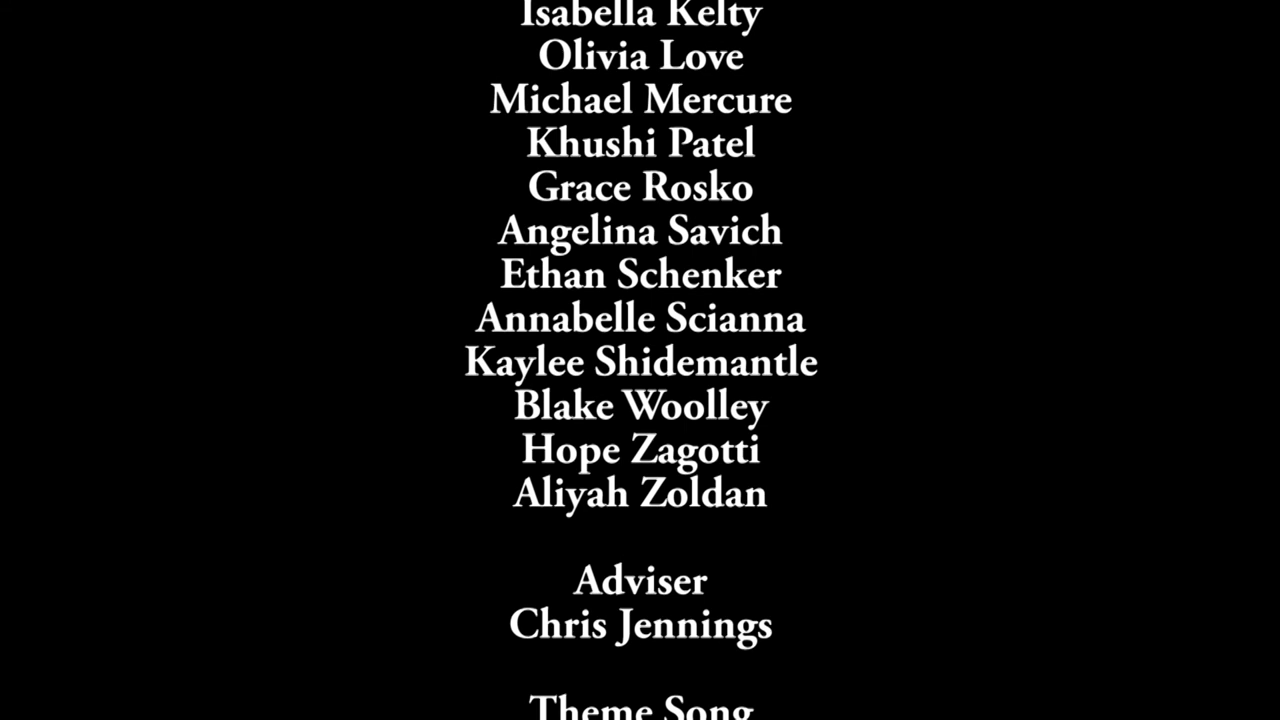 Isabella Kelty
Olivia Love
Michael Mercure
Khushi Patel
Grace Rosko
Angelina Savich
Ethan Schenker
Annabelle Scianna
Kaylee Shidemantle
Blake Woolley
Hope Zagotti
Aliyah Zoldan
Adviser
Chris Jennings
Theme Song